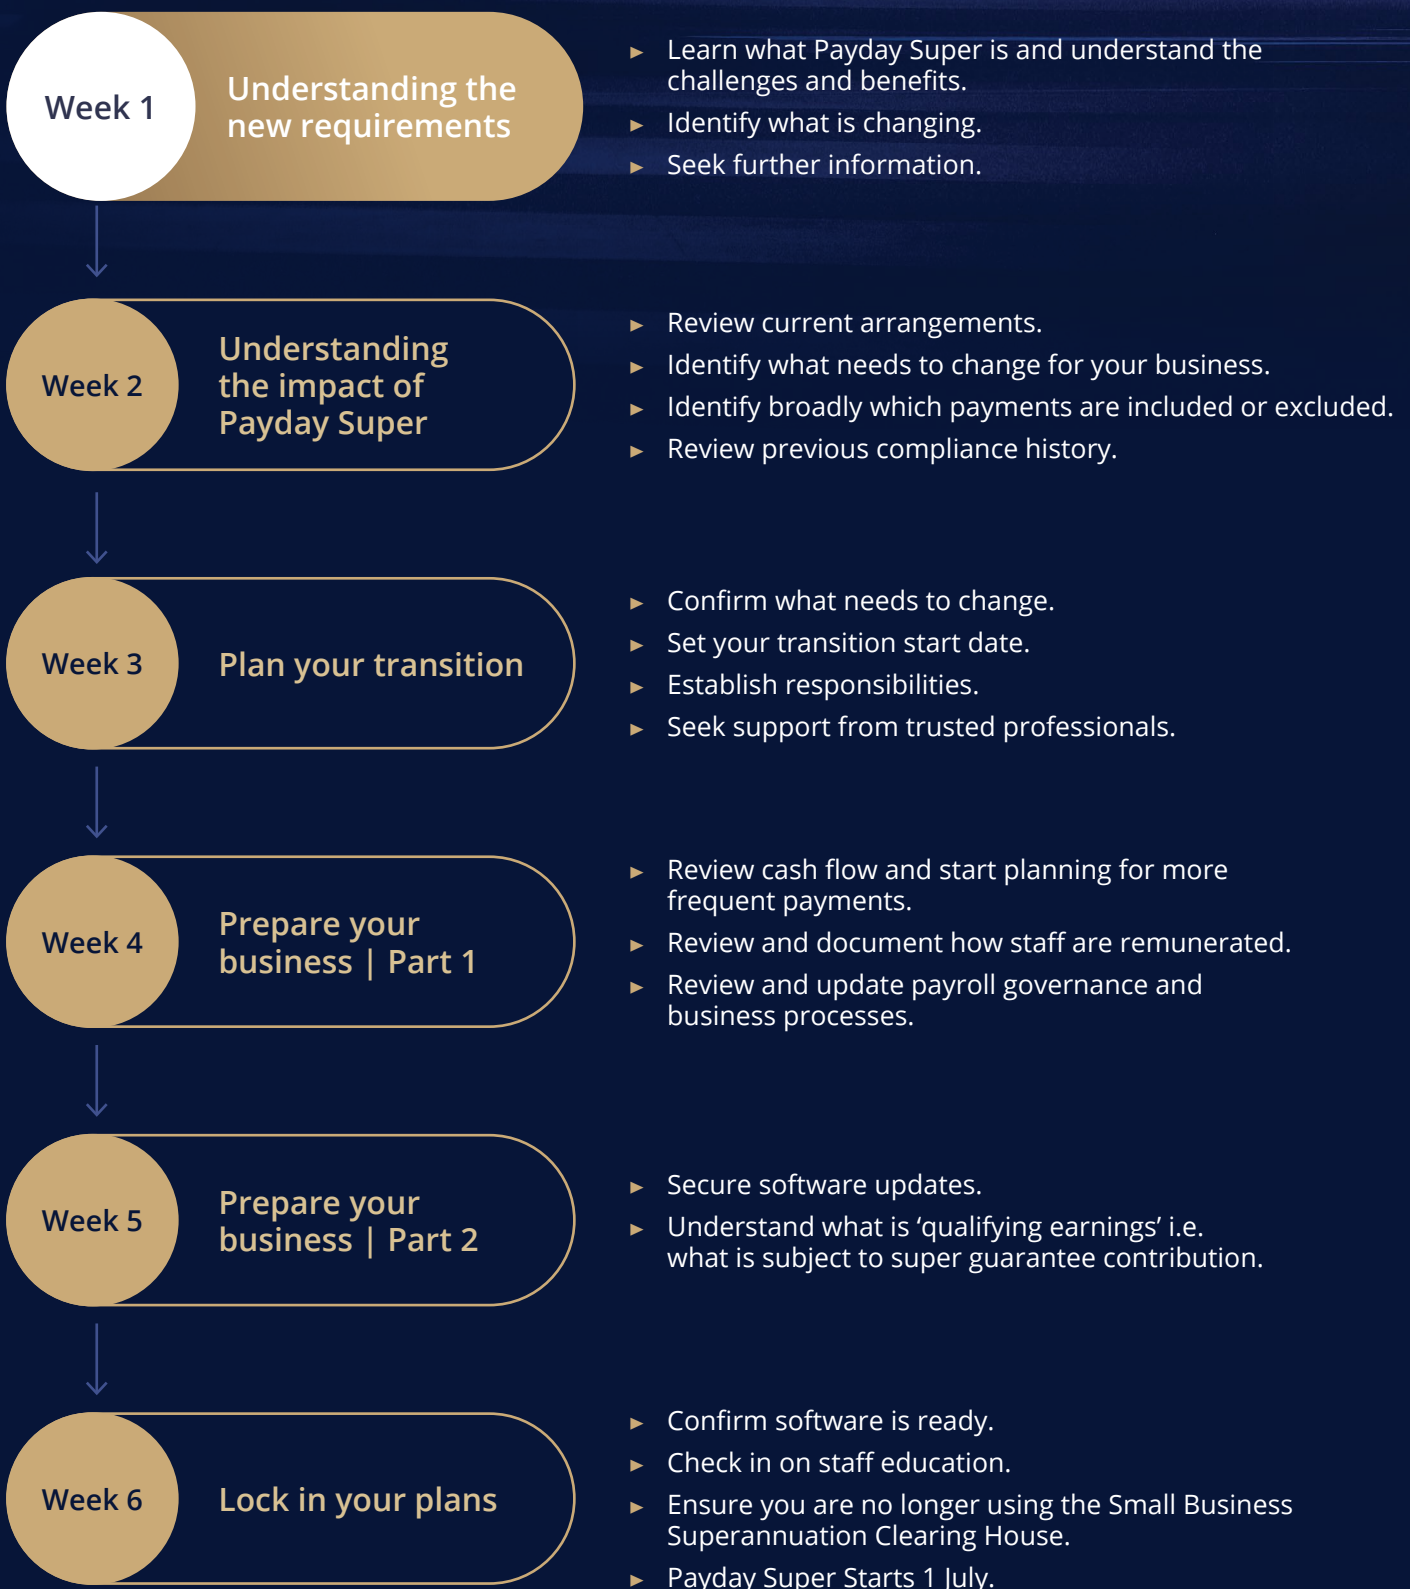 Week 1
Understanding the
new requirements
► Learn what Payday Super is and understand the
challenges and benefits.
► Identify what is changing.
► Seek further information.
Week 2
Understanding
the impact of
Payday Super
► Review current arrangements.
► Identify what needs to change for your business.
► Identify broadly which payments are included or excluded.
► Review previous compliance history.
Week 3
Plan your transition
► Confirm what needs to change.
► Set your transition start date.
► Establish responsibilities.
► Seek support from trusted professionals.
Week 4
Prepare your
business | Part 1
► Review cash flow and start planning for more
frequent payments.
► Review and document how staff are remunerated.
► Review and update payroll governance and
business processes.
Week 5
Prepare your
business | Part 2
► Secure software updates.
► Understand what is ‘qualifying earnings’ i.e.
what is subject to super guarantee contribution.
Week 6
Lock in your plans
► Confirm software is ready.
► Check in on staff education.
► Ensure you are no longer using the Small Business
Superannuation Clearing House.
► Payday Super Starts 1 July.